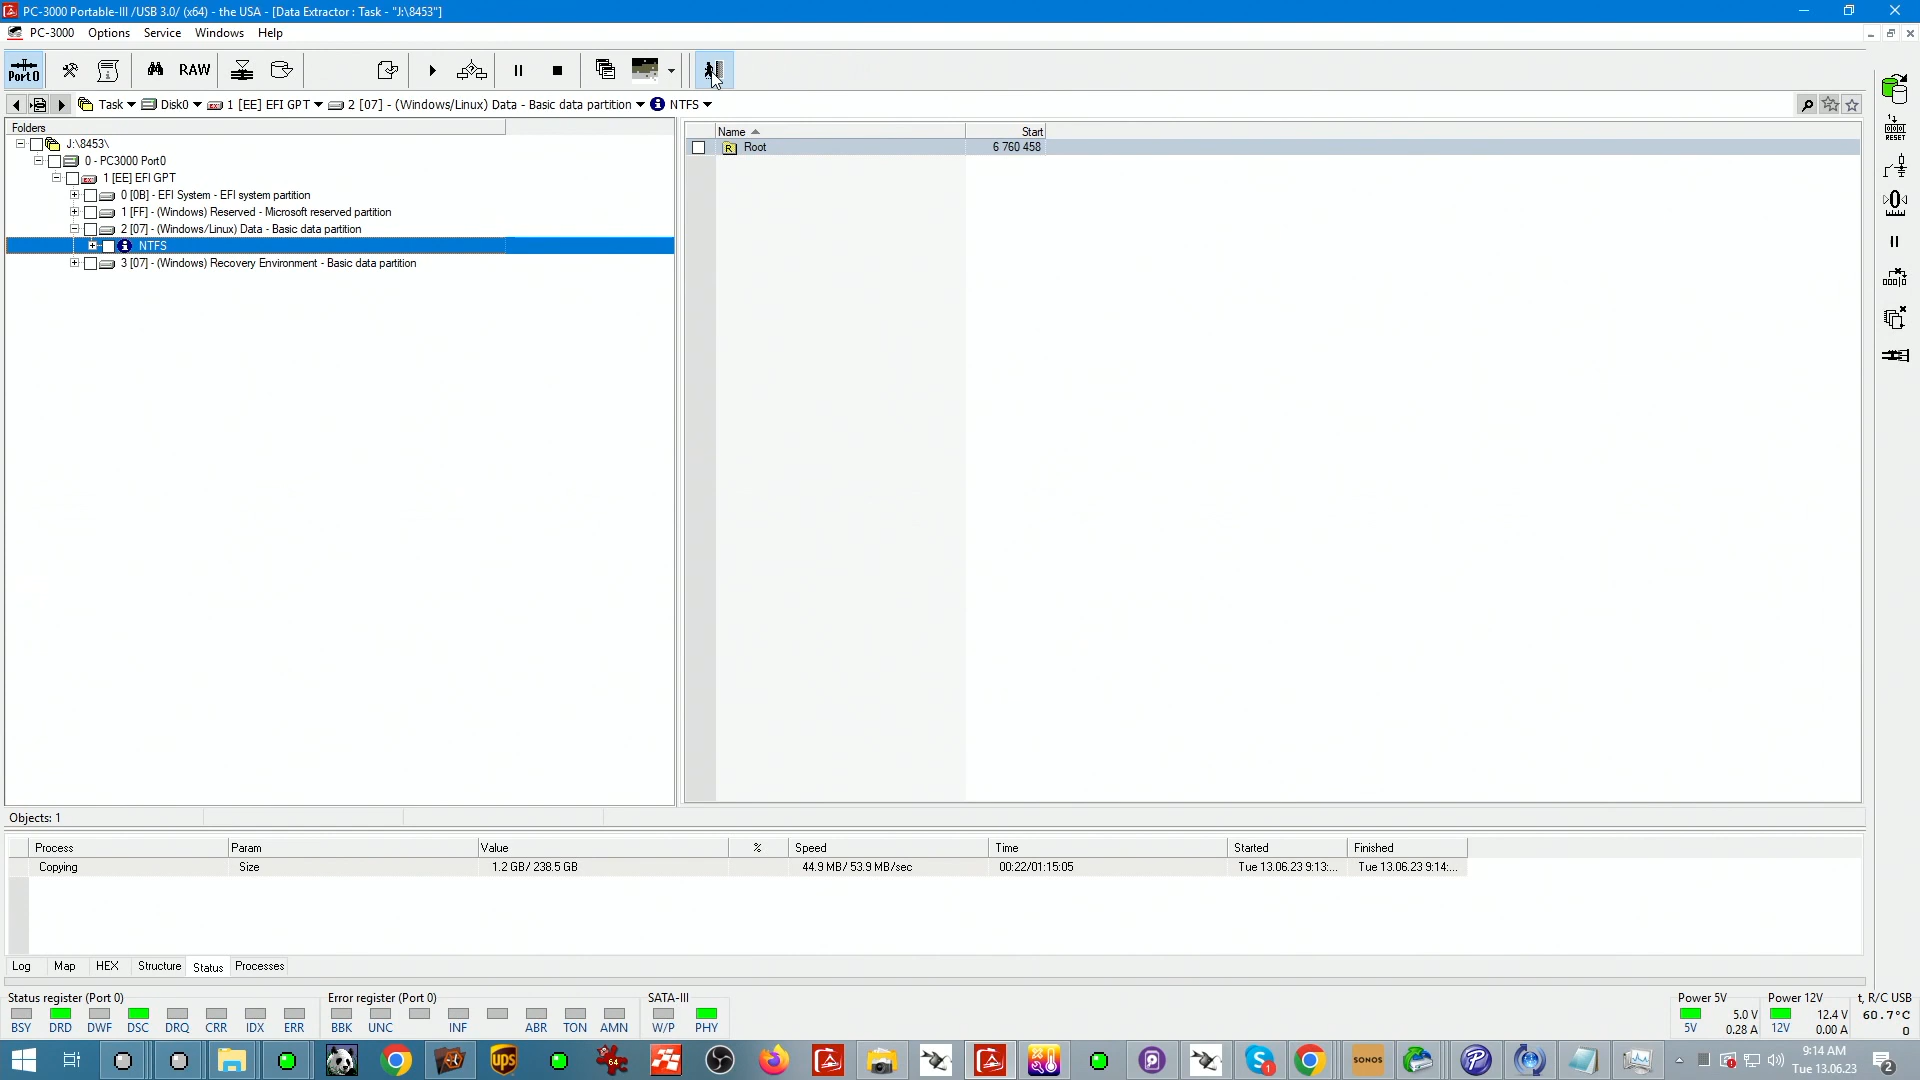 PC-3000 Portable-III /USB 3.0/ (x64) - the USA - [Data Extractor : Task - "J:\8453"]
PC-3000 Options Service Windows Help
Port 0 RAW
Task Disk0 1 [EE] EFI GPT 2 [07] - (Windows/Linux) Data - Basic data partition NTFS
Folders
J:\8453\
0 - PC3000 Port0
1 [EE] EFI GPT
0 [0B] - EFI System - EFI system partition
1 [FF] - (Windows) Reserved - Microsoft reserved partition
2 [07] - (Windows/Linux) Data - Basic data partition
NTFS
3 [07] - (Windows) Recovery Environment - Basic data partition
Name Start
Root 6 760 458
RESET
Objects: 1
Process Param Value % Speed Time Started Finished
Copying Size 1.2 GB/ 238.5 GB 44.9 MB/ 53.9 MB/sec 00:22/01:15:05 Tue 13.06.23 9:13:... Tue 13.06.23 9:14:...
Log Map HEX Structure Status Processes
Status register (Port 0) Error register (Port 0) SATA-III Power 5V Power 12V t, R/C USB
5.0 V 12.4 V 60.7°C
BSY DRD DWF DSC DRQ CRR IDX ERR BBK UNC INF ABR TON AMN W/P PHY 5V 0.28 A 12V 0.00 A 0
ups 64 SONOS
9:14 AM
Tue 13.06.23
1
2